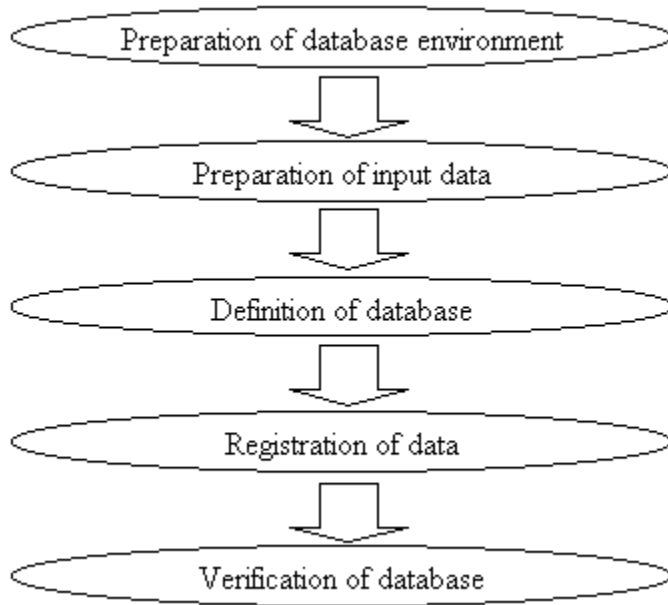 Preparation of database environment
Preparation of input data
Definition of database
Registration of data
Verification of database